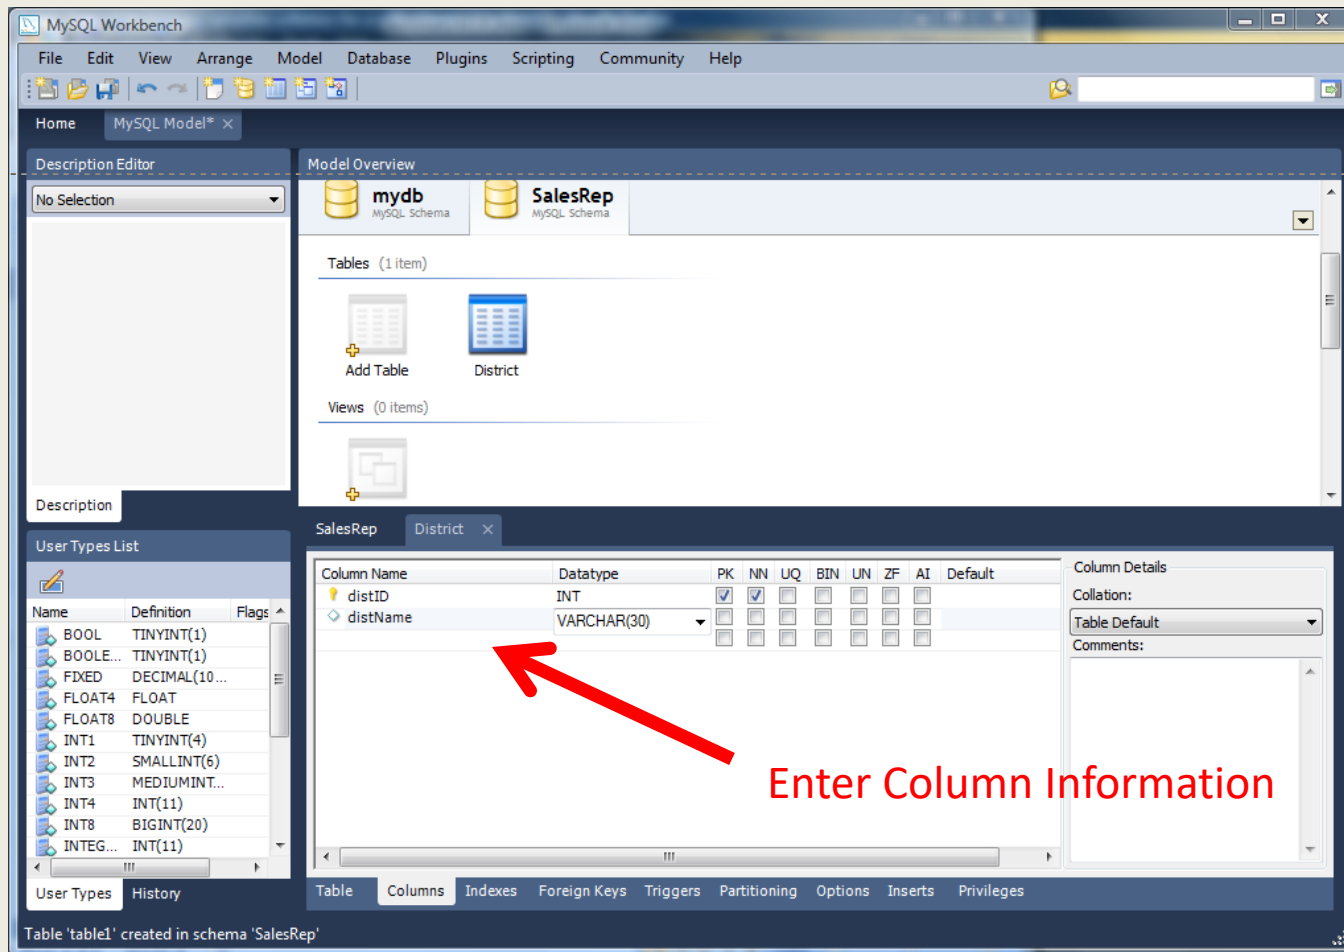 MySQL Workbench
File Edit View Arrange Model Database Plugins Scripting Community Help
Home MySQL Model*
Description Editor
No Selection
Description
Model Overview
mydb
MySQL Schema
SalesRep
MySQL Schema
Tables (1 item)
Add Table
District
Views (0 items)
User Types List
Name Definition Flags
BOOL TINYINT(1)
BOOLE... TINYINT(1)
FIXED DECIMAL(10...
FLOAT4 FLOAT
FLOAT8 DOUBLE
INT1 TINYINT(4)
INT2 SMALLINT(6)
INT3 MEDIUMINT...
INT4 INT(11)
INT8 BIGINT(20)
INTEG... INT(11)
User Types History
SalesRep District
Column Name Datatype PK NN UQ BIN UN ZF AI Default
distID INT
distName VARCHAR(30)
Column Details
Collation:
Table Default
Comments:
Enter Column Information
Table Columns Indexes Foreign Keys Triggers Partitioning Options Inserts Privileges
Table 'table1' created in schema 'SalesRep'